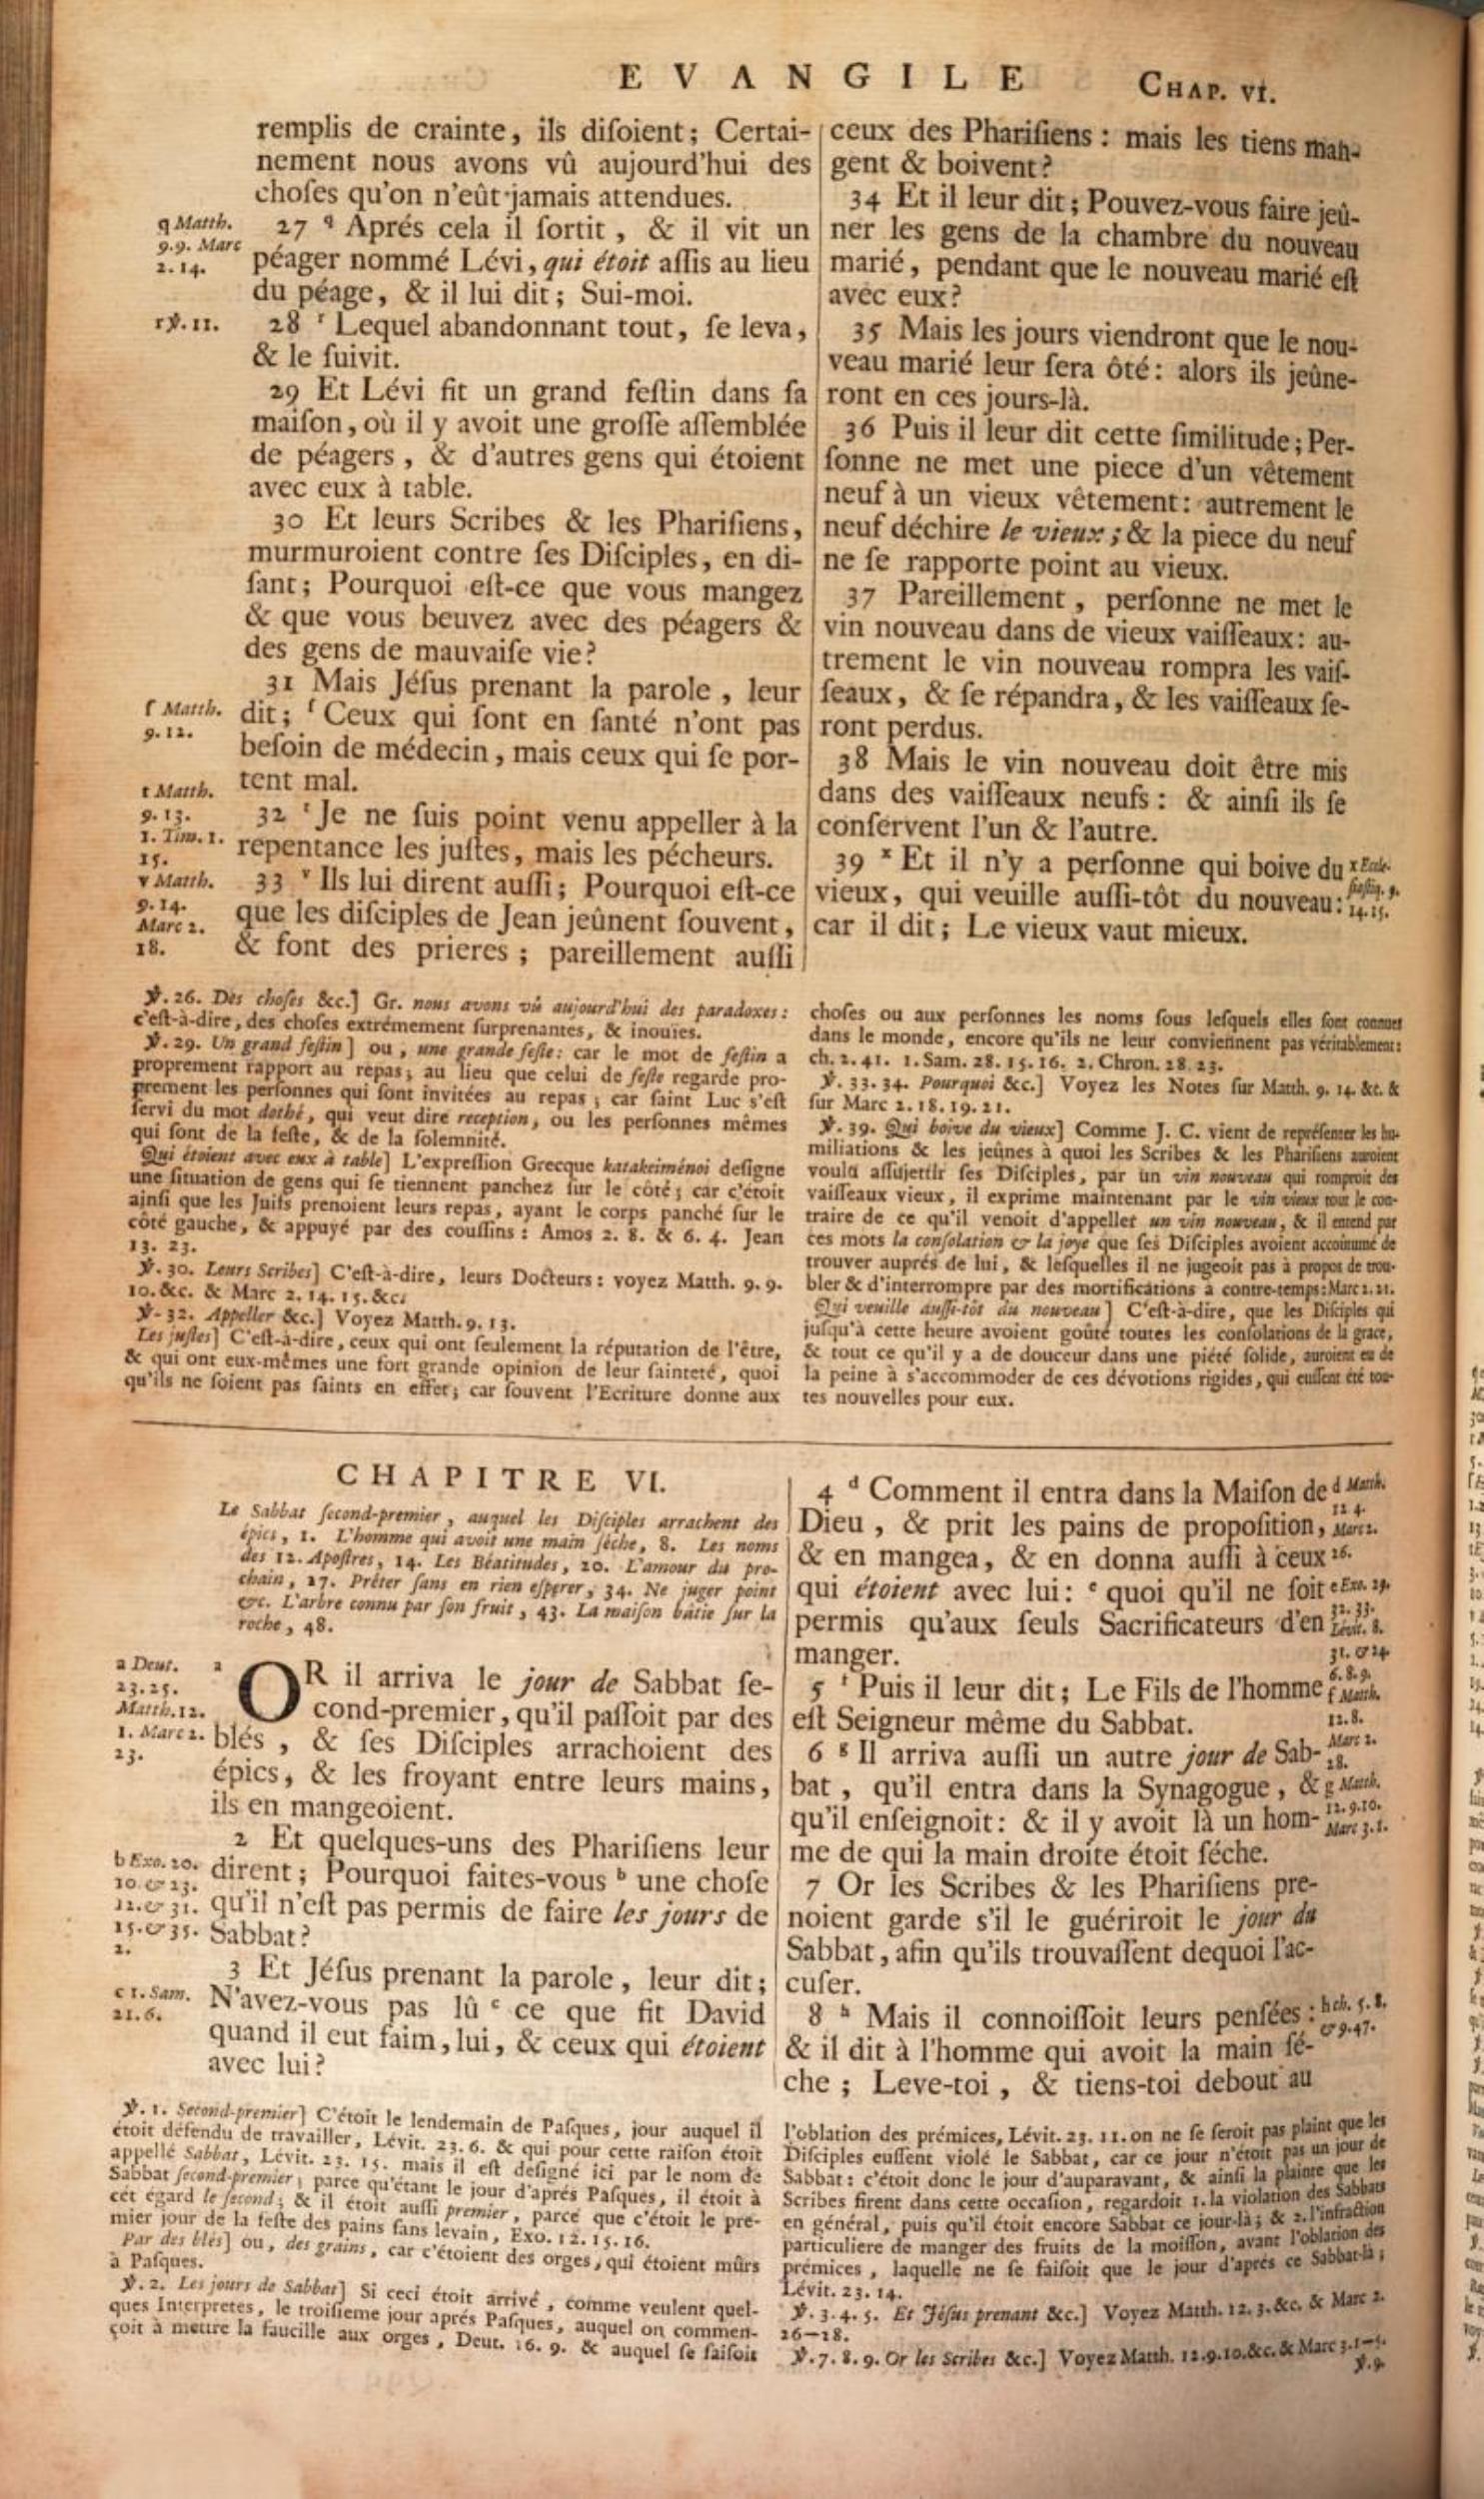 EVANGILE CHAP. VI.
remplis de crainte, ils diſoient; Certai-
nement nous avons vû aujourd'hui des
choſes qu'on n'eût jamais attendues.
q Matth.
9.9. Marc
2.14.
27 q Aprés cela il ſortit, & il vit un
péager nommé Lévi, qui étoit aſſis au lieu
du péage, & il lui dit; Sui-moi.
r ℣. 11.
28 r Lequel abandonnant tout, ſe leva,
& le ſuivit.
29 Et Lévi fit un grand feſtin dans ſa
maiſon, où il y avoit une groſſe aſſemblée
de péagers, & d'autres gens qui étoient
avec eux à table.
30 Et leurs Scribes & les Phariſiens,
murmuroient contre ſes Diſciples, en di-
ſant; Pourquoi eſt-ce que vous mangez
& que vous beuvez avec des péagers &
des gens de mauvaiſe vie?
31 Mais Jéſus prenant la parole, leur
ſ Matth.
9.12.
dit; ſ Ceux qui ſont en ſanté n'ont pas
beſoin de médecin, mais ceux qui ſe por-
tent mal.
t Matth.
9.13.
1. Tim. 1.
15.
32 t Je ne ſuis point venu appeller à la
repentance les juſtes, mais les pécheurs.
v Matth.
9.14.
Marc 2.
18.
33 v Ils lui dirent auſſi; Pourquoi eſt-ce
que les diſciples de Jean jeûnent ſouvent,
& font des prieres; pareillement auſſi
ceux des Phariſiens: mais les tiens man-
gent & boivent?
34 Et il leur dit; Pouvez-vous faire jeû-
ner les gens de la chambre du nouveau
marié, pendant que le nouveau marié eſt
avec eux?
35 Mais les jours viendront que le nou-
veau marié leur ſera ôté: alors ils jeûne-
ront en ces jours-là.
36 Puis il leur dit cette ſimilitude; Per-
ſonne ne met une piece d'un vêtement
neuf à un vieux vêtement: autrement le
neuf déchire le vieux; & la piece du neuf
ne ſe rapporte point au vieux.
37 Pareillement, perſonne ne met le
vin nouveau dans de vieux vaiſſeaux: au-
trement le vin nouveau rompra les vaiſ-
ſeaux, & ſe répandra, & les vaiſſeaux ſe-
ront perdus.
38 Mais le vin nouveau doit être mis
dans des vaiſſeaux neufs: & ainſi ils ſe
conſervent l'un & l'autre.
39 x Et il n'y a perſonne qui boive du
vieux, qui veuille auſſi-tôt du nouveau:
car il dit; Le vieux vaut mieux.
x Eccle-
ſiaſtiq. 9.
14.15.
℣. 26. Des choſes &c.] Gr. nous avons vû aujourd'hui des paradoxes:
c'eſt-à-dire, des choſes extrémement ſurprenantes, & inouies.
℣. 29. Un grand feſtin] ou, une grande feſte: car le mot de feſtin a
proprement rapport au repas; au lieu que celui de feſte regarde pro-
prement les perſonnes qui ſont invitées au repas; car ſaint Luc s'eſt
ſervi du mot dothé, qui veut dire reception, ou les perſonnes mêmes
qui ſont de la feſte, & de la ſolemnité.
Qui étoient avec eux à table] L'expreſſion Grecque katakeiménoi deſigne
une ſituation de gens qui ſe tiennent panchez ſur le côté; car c'étoit
ainſi que les Juifs prenoient leurs repas, ayant le corps panché ſur le
côté gauche, & appuyé par des couſſins: Amos 2. 8. & 6. 4. Jean
13. 23.
℣. 30. Leurs Scribes] C'eſt-à-dire, leurs Docteurs: voyez Matth. 9. 9.
10. &c. & Marc 2. 14. 15. &c.
℣. 32. Appeller &c.] Voyez Matth. 9. 13.
Les juſtes] C'eſt-à-dire, ceux qui ont ſeulement la réputation de l'être,
& qui ont eux-mêmes une fort grande opinion de leur ſainteté, quoi
qu'ils ne ſoient pas ſaints en effet; car ſouvent l'Ecriture donne aux
choſes ou aux perſonnes les noms ſous leſquels elles ſont connues
dans le monde, encore qu'ils ne leur conviennent pas véritablement:
ch. 2. 41. 1. Sam. 28. 15. 16. 2. Chron. 28. 23.
℣. 33. 34. Pourquoi &c.] Voyez les Notes ſur Matth. 9. 14. &c. &
ſur Marc 2. 18. 19. 21.
℣. 39. Qui boive du vieux] Comme J. C. vient de repréſenter les hu-
miliations & les jeûnes à quoi les Scribes & les Phariſiens auroient
voulu aſſujettir ſes Diſciples, par un vin nouveau qui romproit des
vaiſſeaux vieux, il exprime maintenant par le vin vieux tout le con-
traire de ce qu'il venoit d'appeller un vin nouveau, & il entend par
ces mots la conſolation & la joye que ſes Diſciples avoient accoûtumé de
trouver auprés de lui, & leſquelles il ne jugeoit pas à propos de trou-
bler & d'interrompre par des mortifications à contre-temps: Marc 2. 21.
Qui veuille auſſi-tôt du nouveau] C'eſt-à-dire, que les Diſciples qui
juſqu'à cette heure avoient goûté toutes les conſolations de la grace,
& tout ce qu'il y a de douceur dans une piété ſolide, auroient eu de
la peine à s'accommoder de ces dévotions rigides, qui euſſent été tou-
tes nouvelles pour eux.
CHAPITRE VI.
Le Sabbat ſecond-premier, auquel les Diſciples arrachent des
épics, 1. L'homme qui avoit une main ſéche, 8. Les noms
des 12. Apoſtres, 14. Les Béatitudes, 20. L'amour du pro-
chain, 27. Prêter ſans en rien eſperer, 34. Ne juger point
&c. L'arbre connu par ſon fruit, 43. La maiſon bâtie ſur la
roche, 48.
a Deut.
23.25.
Matth. 12.
1. Marc 2.
23.
a OR il arriva le jour de Sabbat ſe-
cond-premier, qu'il paſſoit par des
blés, & ſes Diſciples arrachoient des
épics, & les froyant entre leurs mains,
ils en mangeoient.
2 Et quelques-uns des Phariſiens leur
b Exo. 20.
10. & 23.
12. & 31.
15. & 35.
2.
dirent; Pourquoi faites-vous b une choſe
qu'il n'eſt pas permis de faire les jours de
Sabbat?
3 Et Jéſus prenant la parole, leur dit;
c 1. Sam.
21.6.
N'avez-vous pas lû c ce que fit David
quand il eut faim, lui, & ceux qui étoient
avec lui?
4 d Comment il entra dans la Maiſon de
Dieu, & prit les pains de propoſition,
& en mangea, & en donna auſſi à ceux
qui étoient avec lui: e quoi qu'il ne ſoit
permis qu'aux ſeuls Sacrificateurs d'en
manger.
d Matth.
12 4.
Marc 2.
26.
e Exo. 29.
32. 33.
Lévit. 8.
31. & 24.
6. 8. 9.
5 f Puis il leur dit; Le Fils de l'homme
eſt Seigneur même du Sabbat.
f Matth.
12.8.
Marc 2.
28.
6 g Il arriva auſſi un autre jour de Sab-
bat, qu'il entra dans la Synagogue, &
qu'il enſeignoit: & il y avoit là un hom-
me de qui la main droite étoit ſéche.
g Matth.
12.9.10.
Marc 3.1.
7 Or les Scribes & les Phariſiens pre-
noient garde s'il le guériroit le jour du
Sabbat, afin qu'ils trouvaſſent dequoi l'ac-
cuſer.
8 h Mais il connoiſſoit leurs penſées:
& il dit à l'homme qui avoit la main ſé-
che; Leve-toi, & tiens-toi debout au
h ch. 5. 8.
& 9.47.
℣. 1. Second-premier] C'étoit le lendemain de Paſques, jour auquel il
étoit défendu de travailler, Lévit. 23. 6. & qui pour cette raiſon étoit
appellé Sabbat, Lévit. 23. 15. mais il eſt deſigné ici par le nom de
Sabbat ſecond-premier; parce qu'étant le jour d'aprés Paſques, il étoit à
cét égard le ſecond; & il étoit auſſi premier, parce que c'étoit le pre-
mier jour de la feſte des pains ſans levain, Exo. 12. 15. 16.
Par des blés] ou, des grains, car c'étoient des orges, qui étoient mûrs
à Paſques.
℣. 2. Les jours de Sabbat] Si ceci étoit arrivé, comme veulent quel-
ques Interpretes, le troiſieme jour aprés Paſques, auquel on commen-
çoit à mettre la faucille aux orges, Deut. 16. 9. & auquel ſe faiſoit
l'oblation des prémices, Lévit. 23. 11. on ne ſe ſeroit pas plaint que les
Diſciples euſſent violé le Sabbat, car ce jour n'étoit pas un jour de
Sabbat: c'étoit donc le jour d'auparavant, & ainſi la plainte que les
Scribes firent dans cette occaſion, regardoit 1. la violation des Sabbats
en général, puis qu'il étoit encore Sabbat ce jour-là; & 2. l'infraction
particuliere de manger des fruits de la moiſſon, avant l'oblation des
prémices, laquelle ne ſe faiſoit que le jour d'aprés ce Sabbat-là;
Lévit. 23. 14.
℣. 3. 4. 5. Et Jéſus prenant &c.] Voyez Matth. 12. 3. &c. & Marc 2.
26—28.
℣. 7. 8. 9. Or les Scribes &c.] Voyez Matth. 12. 9. 10. &c. & Marc 3. 1—5.
℣. 9.